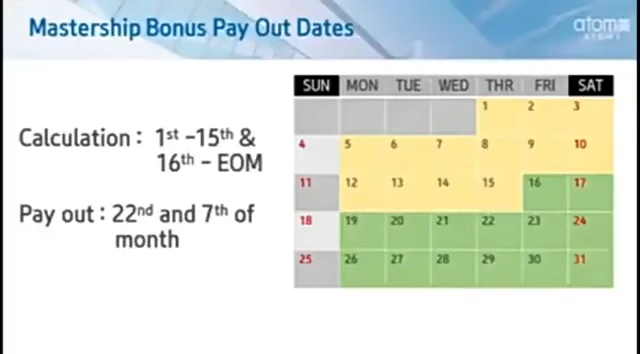 Mastership Bonus Pay Out Dates
atom
Calculation : 1st -15th &
16th - EOM
Pay out : 22nd and 7th of
month
SUN MON TUE WED THR FRI SAT
1 2 3
4 5 6 7 8 9 10
11 12 13 14 15 16 17
18 19 20 21 22 23 24
25 26 27 28 29 30 31